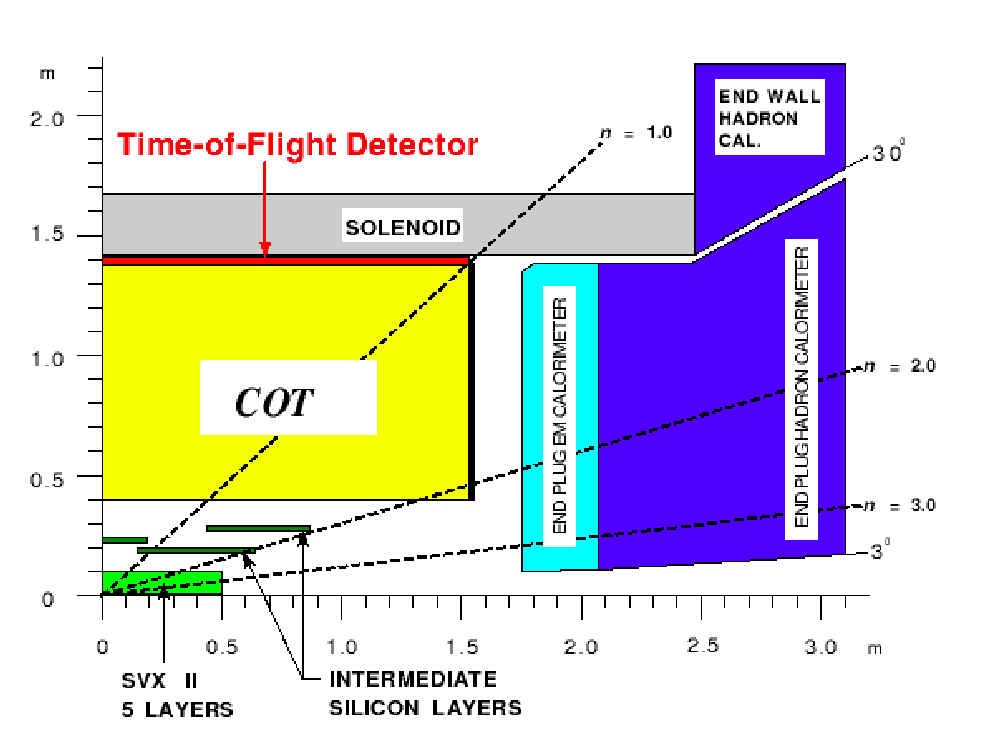 m
2.0
1.5
1.0
0.5
0
Time-of-Flight Detector
n = 1.0
END WALL
HADRON
CAL.
30°
SOLENOID
COT
END PLUG EM CALORIMETER
END PLUG HADRON CALORIMETER
n = 2.0
n = 3.0
3°
0
0.5
1.0
1.5
2.0
2.5
3.0
m
SVX II
5 LAYERS
INTERMEDIATE
SILICON LAYERS